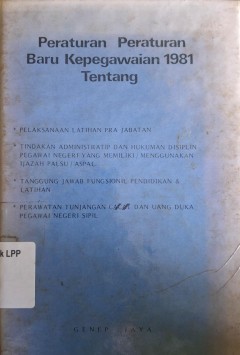 Peraturan Peraturan
Baru Kepegawaian 1981
Tentang
* PELAKSANAAN LATIHAN PRA JABATAN
* TINDAKAN ADMINISTRATIP DAN HUKUMAN DISIPLIN
PEGAWAI NEGERI YANG MEMILIKI / MENGGUNAKAN
IJAZAH PALSU / ASPAL
* TANGGUNG JAWAB FUNGSIONIL PENDIDIKAN &
LATIHAN
* PERAWATAN TUNJANGAN DAN UANG DUKA
PEGAWAI NEGERI SIPIL
k LPP